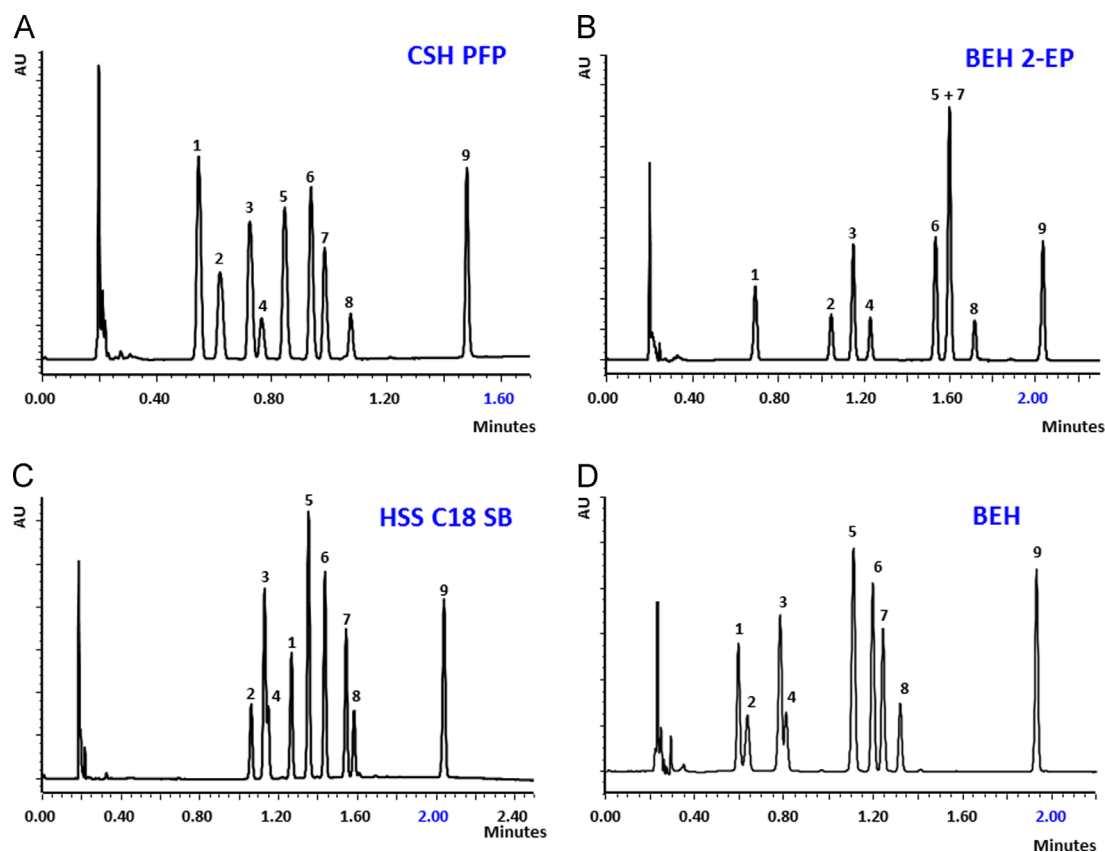 A
AU
CSH PFP
1
2
3
4
5
6
7
8
9
0.00 0.40 0.80 1.20 1.60
Minutes
B
AU
BEH 2-EP
1
2
3
4
6
5 + 7
8
9
0.00 0.40 0.80 1.20 1.60 2.00
Minutes
C
AU
HSS C18 SB
2
3
4
1
5
6
7
8
9
0.00 0.40 0.80 1.20 1.60 2.00 2.40
Minutes
D
AU
BEH
1
2
3
4
5
6
7
8
9
0.00 0.40 0.80 1.20 1.60 2.00
Minutes